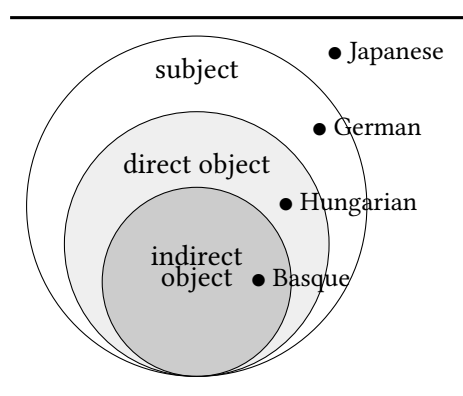 Japanese
subject
German
direct object
Hungarian
indirect
object
Basque